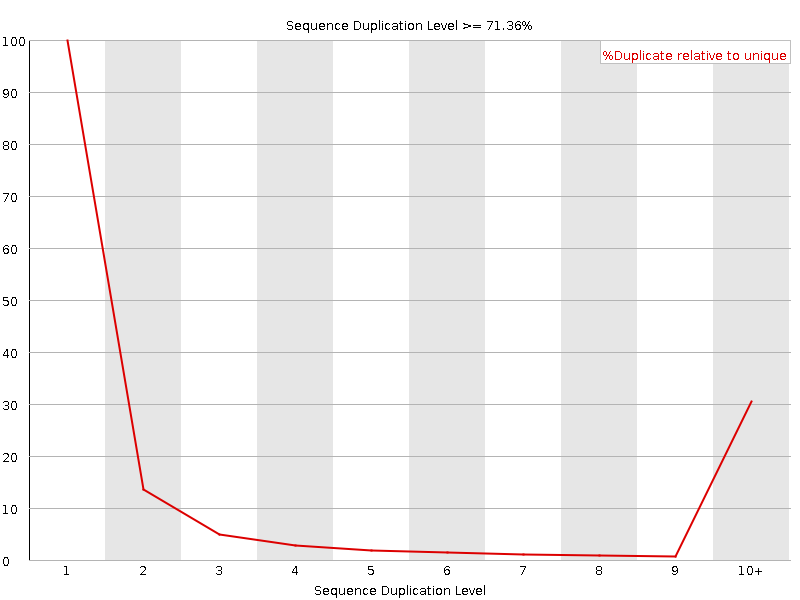 Sequence Duplication Level >= 71.36%
%Duplicate relative to unique
100
90
80
70
60
50
40
30
20
10
0
1 2 3 4 5 6 7 8 9 10+
Sequence Duplication Level